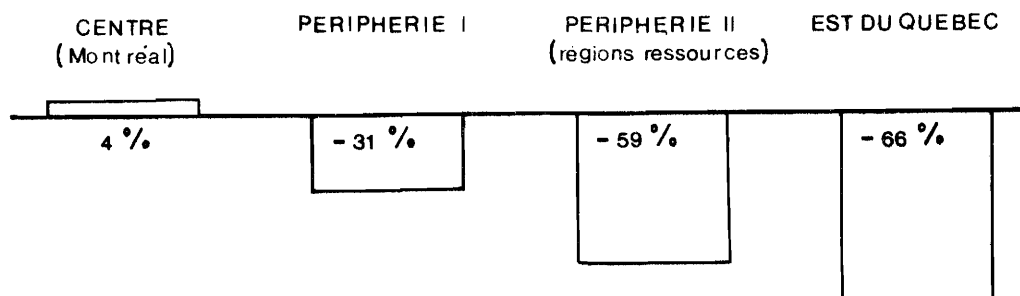 CENTRE
(Montréal)
PERIPHERIE I
PERIPHERIE II
(régions ressources)
EST DU QUEBEC
4 %
- 31 %
- 59 %
- 66 %